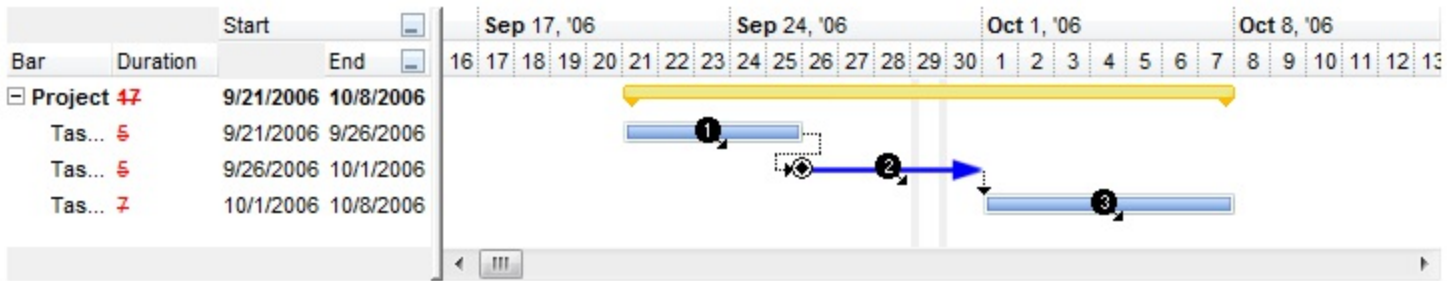 Start Sep 17, '06 Sep 24, '06 Oct 1, '06 Oct 8, '06
Bar Duration End 16 17 18 19 20 21 22 23 24 25 26 27 28 29 30 1 2 3 4 5 6 7 8 9 10 11 12 13
Project 17 9/21/2006 10/8/2006
Tas... 5 9/21/2006 9/26/2006 1
Tas... 5 9/26/2006 10/1/2006 2
Tas... 7 10/1/2006 10/8/2006 3